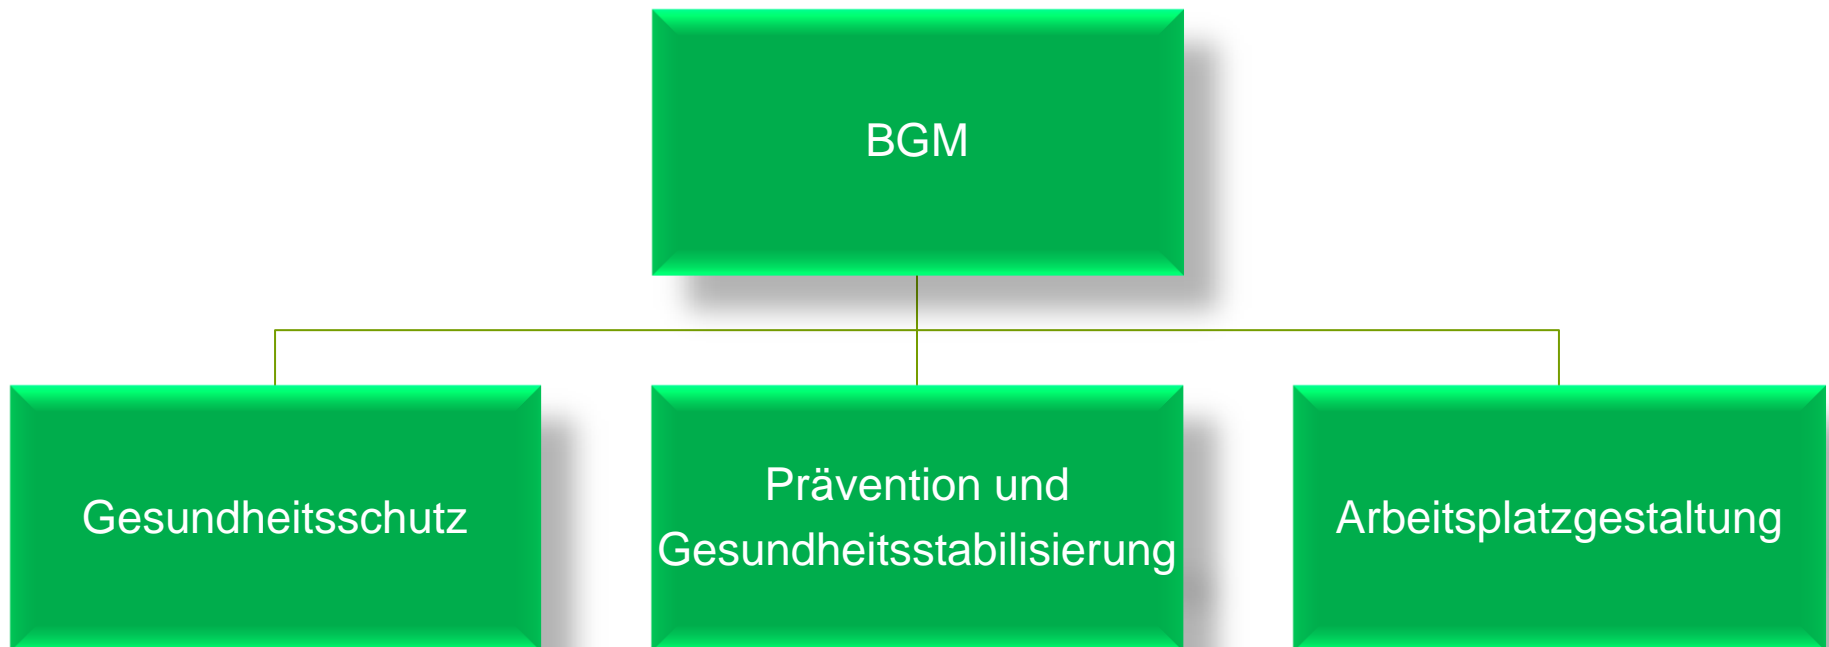 BGM
Gesundheitsschutz
Prävention und
Gesundheitsstabilisierung
Arbeitsplatzgestaltung